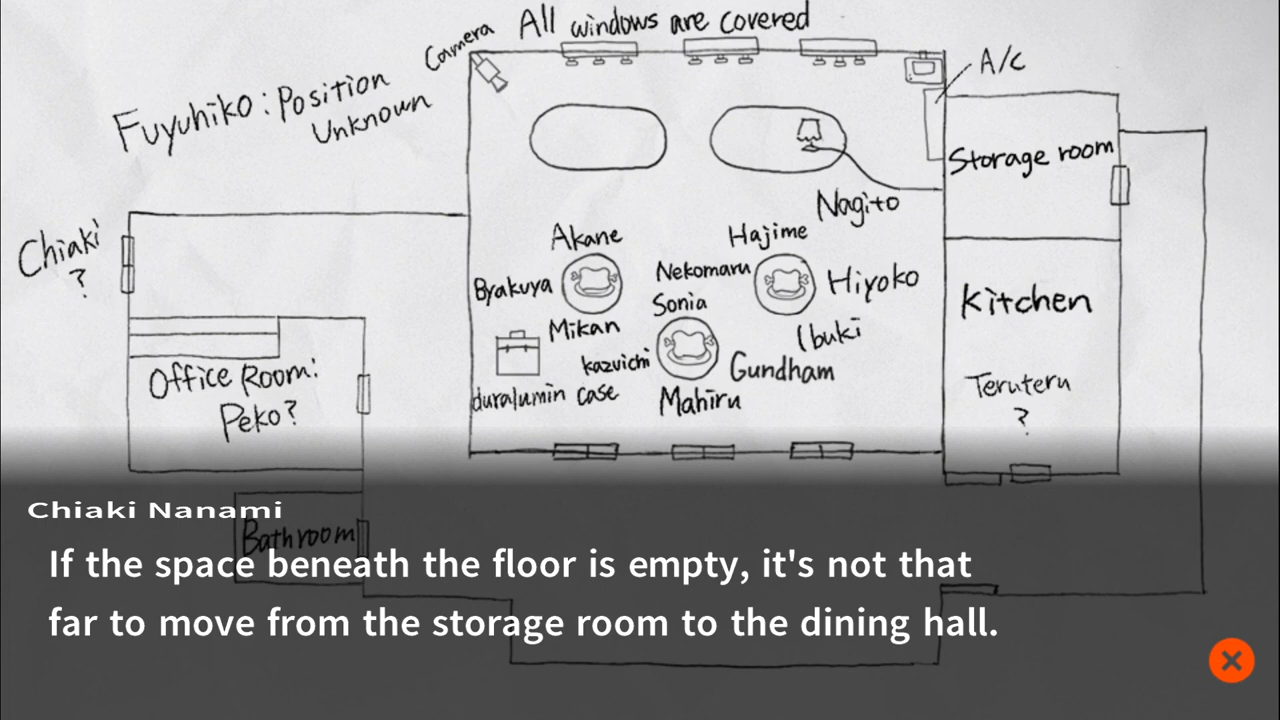 All windows are covered
Camera
A/C
Fuyuhiko: Position
Unknown
Storage room
Nagito
Chiaki
?
Akane
Hajime
Byakuya
Nekomaru
Hiyoko
Sonia
Kitchen
Mikan
Ibuki
kazuichi
Gundham
Office Room:
Peko?
duralumin case
Mahiru
Teruteru
?
Chiaki Nanami
Bathroom
If the space beneath the floor is empty, it's not that
far to move from the storage room to the dining hall.